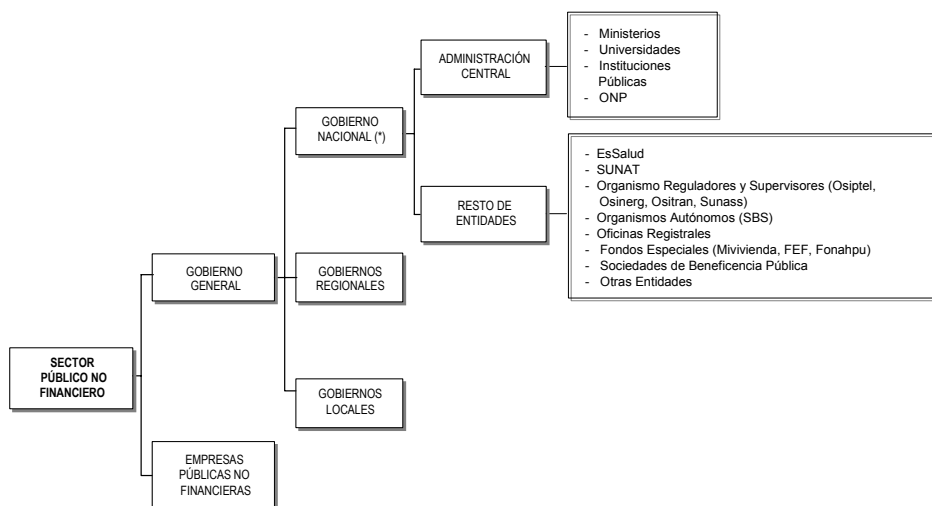 SECTOR
PÚBLICO NO
FINANCIERO
GOBIERNO
GENERAL
EMPRESAS
PÚBLICAS NO
FINANCIERAS
GOBIERNO
NACIONAL (*)
GOBIERNOS
REGIONALES
GOBIERNOS
LOCALES
ADMINISTRACIÓN
CENTRAL
RESTO DE
ENTIDADES
- Ministerios
- Universidades
- Instituciones
Públicas
- ONP
- EsSalud
- SUNAT
- Organismo Reguladores y Supervisores (Osiptel,
Osinerg, Ositran, Sunass)
- Organismos Autónomos (SBS)
- Oficinas Registrales
- Fondos Especiales (Mivivienda, FEF, Fonahpu)
- Sociedades de Beneficencia Pública
- Otras Entidades